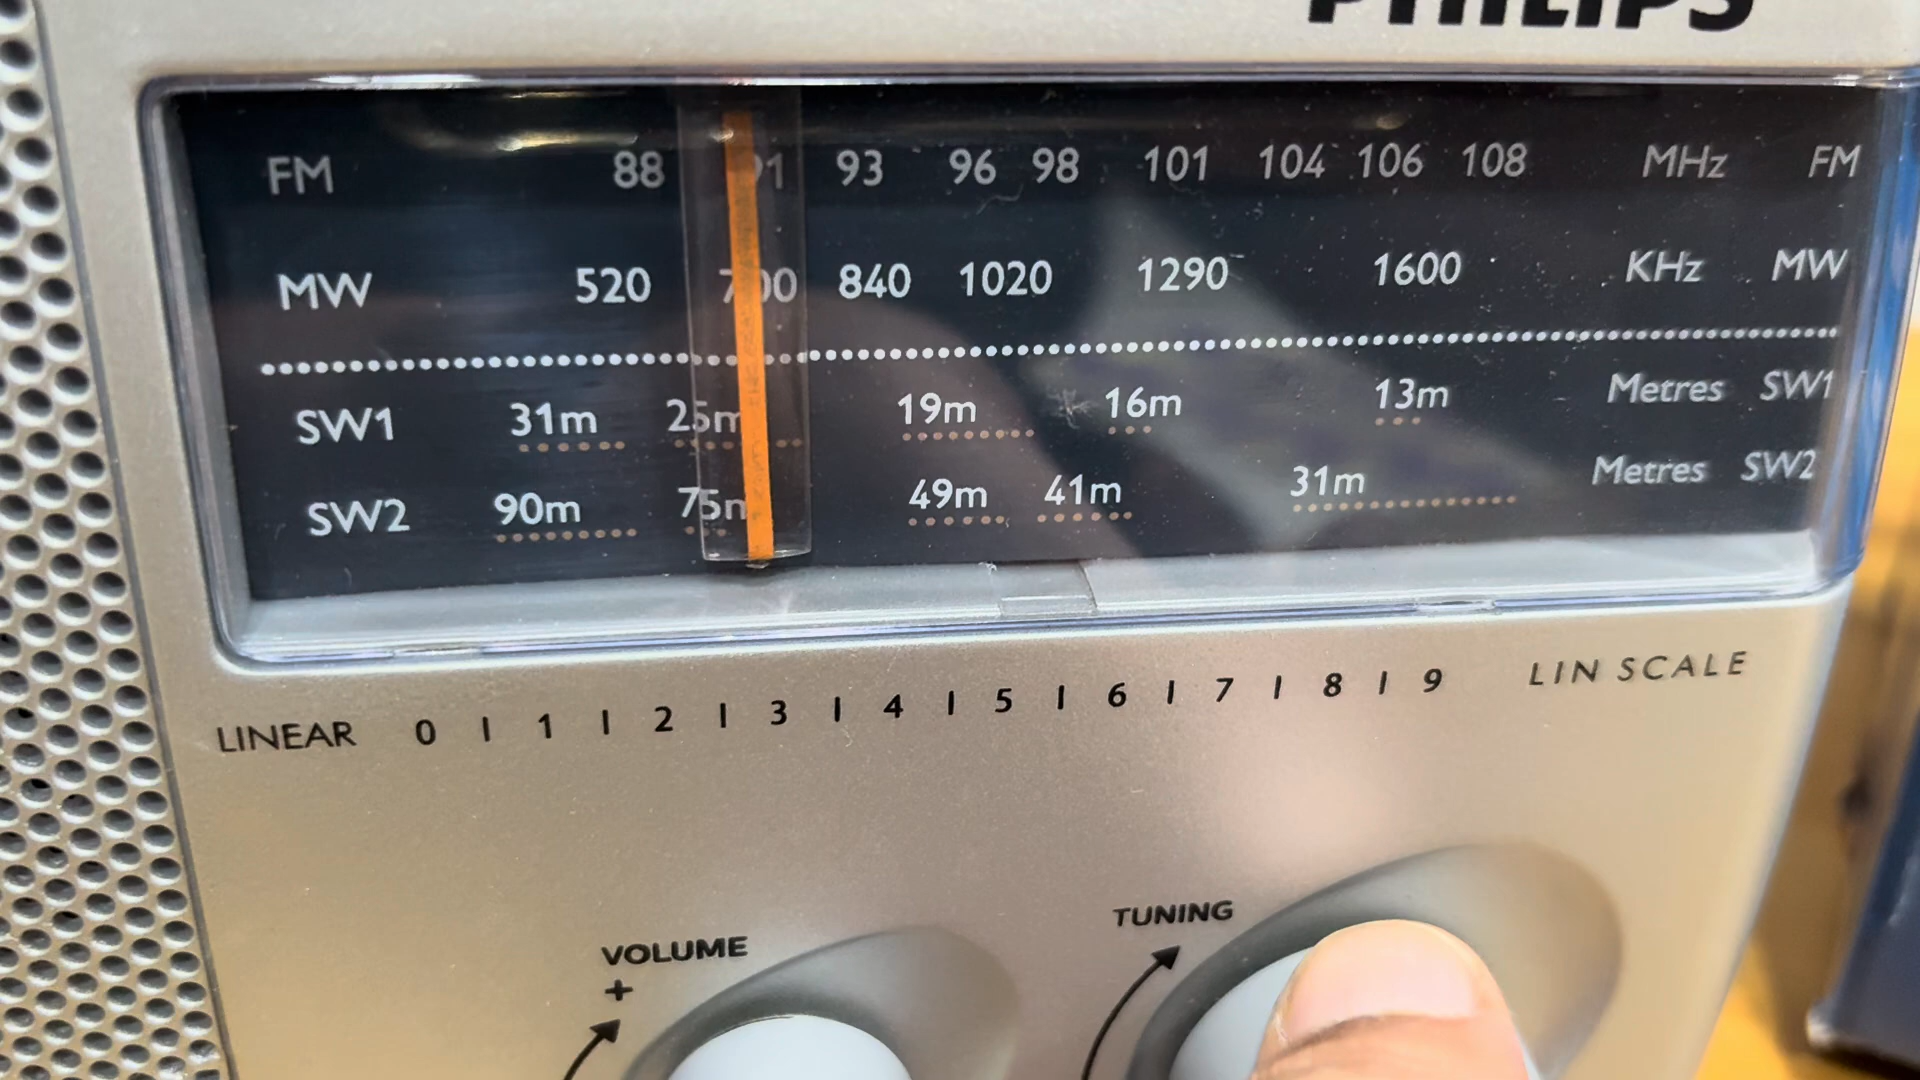 PHILIPS
FM 88 91 93 96 98 101 104 106 108 MHz FM
MW 520 700 840 1020 1290 1600 KHz MW
SW1 31m 25m 19m 16m 13m Metres SW1
SW2 90m 75m 49m 41m 31m Metres SW2
LINEAR 0 | 1 | 2 | 3 | 4 | 5 | 6 | 7 | 8 | 9 LIN SCALE
VOLUME
+
TUNING